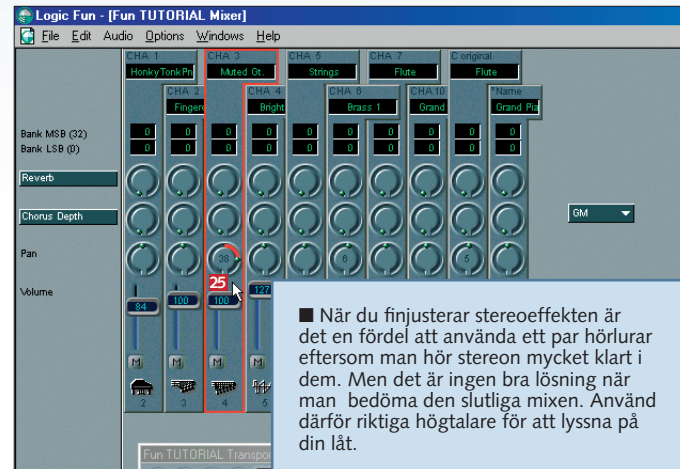 Logic Fun - [Fun TUTORIAL Mixer]
File Edit Audio Options Windows Help
CHA 1 CHA 3 CHA 5 CHA 7 C original
HonkyTonkPn Muted Gt. Strings Flute Flute
CHA 2 CHA 4 CHA 6 CHA 10 *Name
Fingere Bright Brass 1 Grand Grand Pia
Bank MSB (32) 0 0 0 0 0 0 0 0 0 0
Bank LSB (0) 0 0 0 0 0 0 0 0 0 0
Reverb
Chorus Depth GM
Pan 38 6 5
25
Volume 84 100 100 127
M M M M
2 3 4 5
Fun TUTORIAL Transpor
■ När du finjusterar stereoeffekten är
det en fördel att använda ett par hörlurar
eftersom man hör stereon mycket klart i
dem. Men det är ingen bra lösning när
man bedöma den slutliga mixen. Använd
därför riktiga högtalare för att lyssna på
din låt.